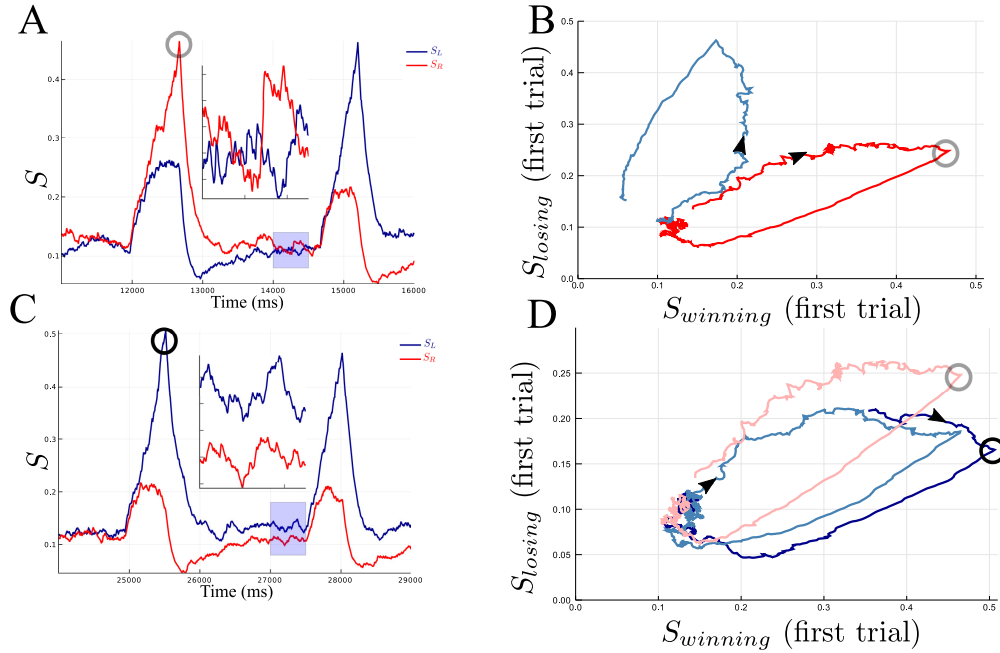 A
S
S_L
S_R
0.4
0.3
0.2
0.1
12000 13000 14000 15000 16000
Time (ms)
B
S_losing (first trial)
0.5
0.4
0.3
0.2
0.1
0.0
0.0 0.1 0.2 0.3 0.4 0.5
S_winning (first trial)
C
S
S_L
S_R
0.5
0.4
0.3
0.2
0.1
25000 26000 27000 28000 29000
Time (ms)
D
S_losing (first trial)
0.25
0.20
0.15
0.10
0.05
0.00
0.0 0.1 0.2 0.3 0.4 0.5
S_winning (first trial)